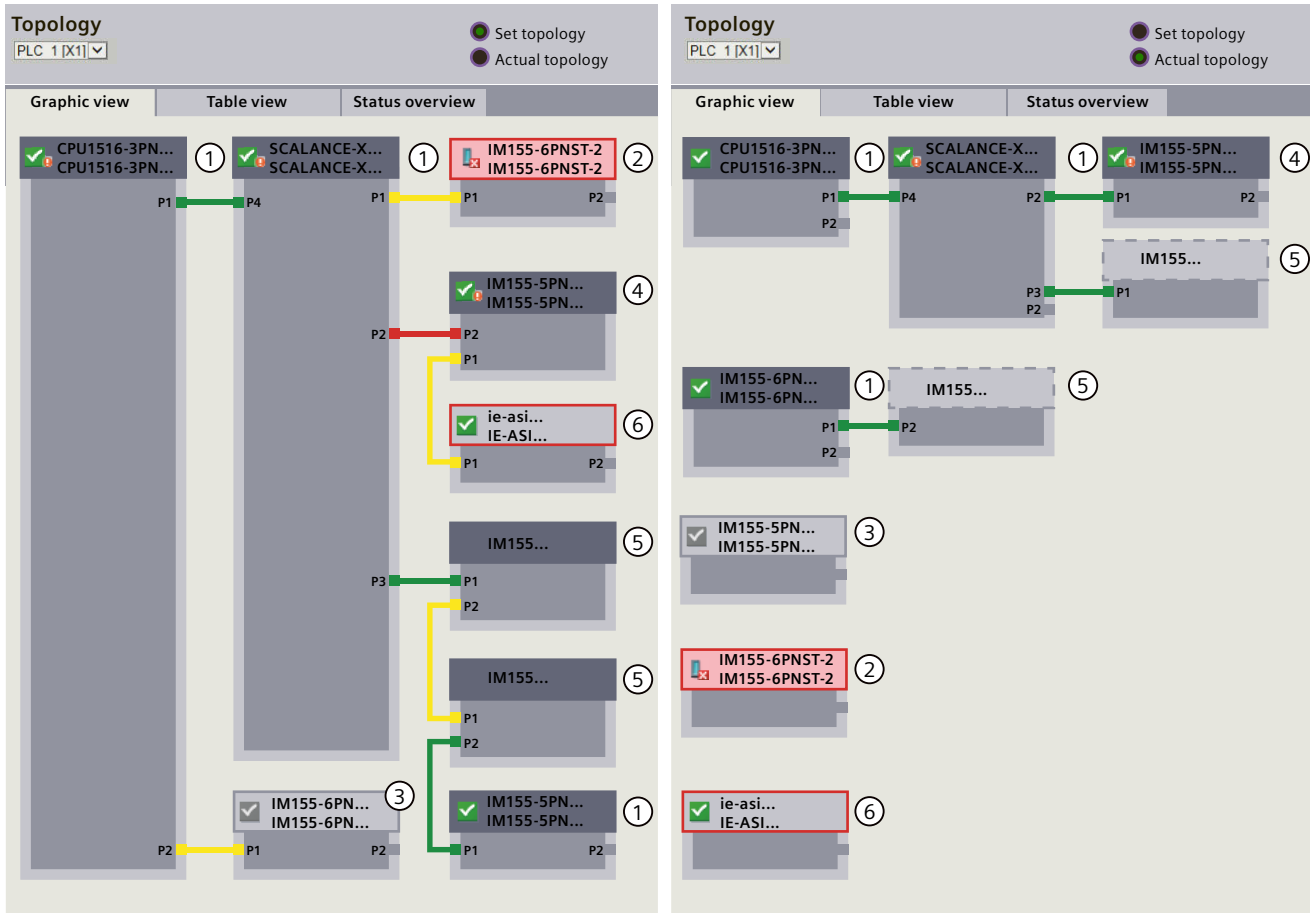 Topology
PLC 1 [X1]
Set topology
Actual topology
Graphic view
Table view
Status overview
CPU1516-3PN...
CPU1516-3PN...
1
SCALANCE-X...
SCALANCE-X...
1
IM155-6PNST-2
IM155-6PNST-2
2
P1
P4
P1
P1
P2
IM155-5PN...
IM155-5PN...
4
P2
P2
P1
ie-asi...
IE-ASI...
6
P1
P2
IM155...
5
P3
P1
P2
IM155...
5
P1
P2
IM155-6PN...
IM155-6PN...
3
IM155-5PN...
IM155-5PN...
1
P2
P1
P2
P1
P2
Topology
PLC 1 [X1]
Set topology
Actual topology
Graphic view
Table view
Status overview
CPU1516-3PN...
CPU1516-3PN...
1
SCALANCE-X...
SCALANCE-X...
1
IM155-5PN...
IM155-5PN...
4
P1
P4
P2
P1
P2
P2
IM155...
5
P3
P1
P2
IM155-6PN...
IM155-6PN...
1
IM155...
5
P1
P2
P2
IM155-5PN...
IM155-5PN...
3
IM155-6PNST-2
IM155-6PNST-2
2
ie-asi...
IE-ASI...
6